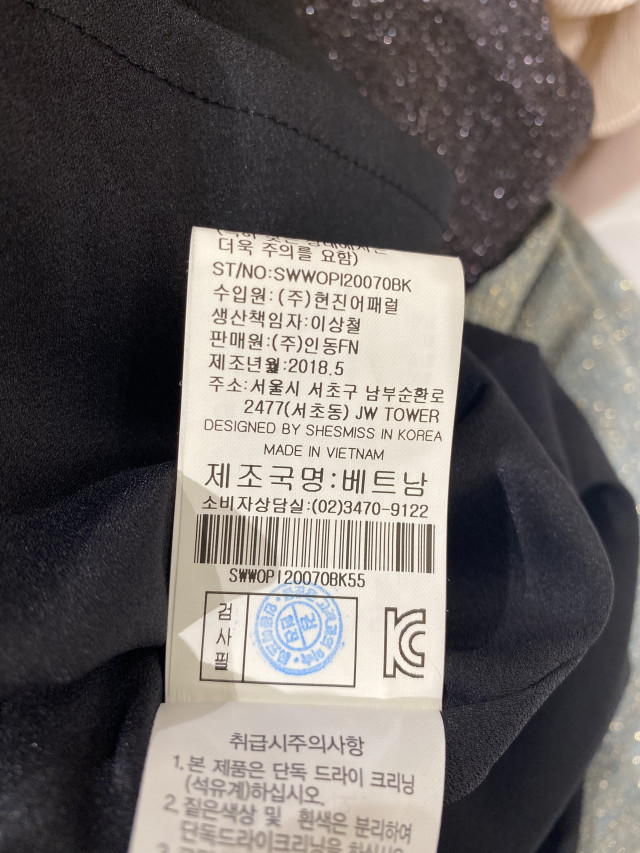 더욱 주의를 요함)
ST/NO:SWWOPI20070BK
수입원:(주)현진어패럴
생산책임자:이상철
판매원:(주)인동FN
제조년월:2018.5
주소:서울시 서초구 남부순환로
2477(서초동) JW TOWER
DESIGNED BY SHESMISS IN KOREA
MADE IN VIETNAM
제조국명:베트남
소비자상담실:(02)3470-9122
SWWOPI20070BK55
검사필
취급시주의사항
1. 본 제품은 단독 드라이 크리닝
(석유계)하십시오
2. 짙은색상 및 흰색은 분리하여
단독드라이크리닝을 하십시오